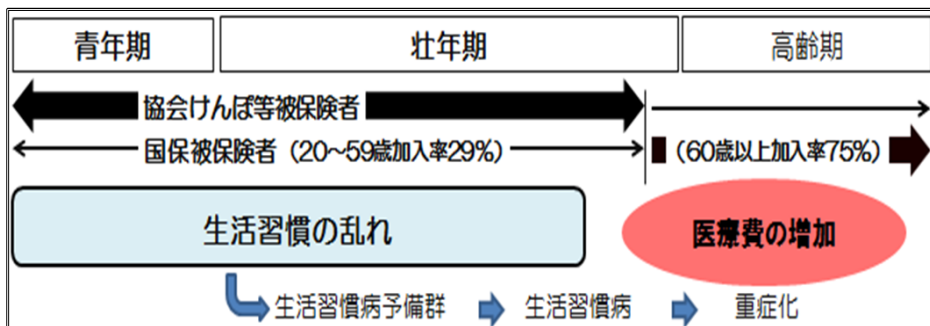 青年期 壮年期 高齢期
協会けんぽ等被保険者
国保被保険者（20～59歳加入率29%） （60歳以上加入率75%）
生活習慣の乱れ 医療費の増加
生活習慣病予備群 生活習慣病 重症化